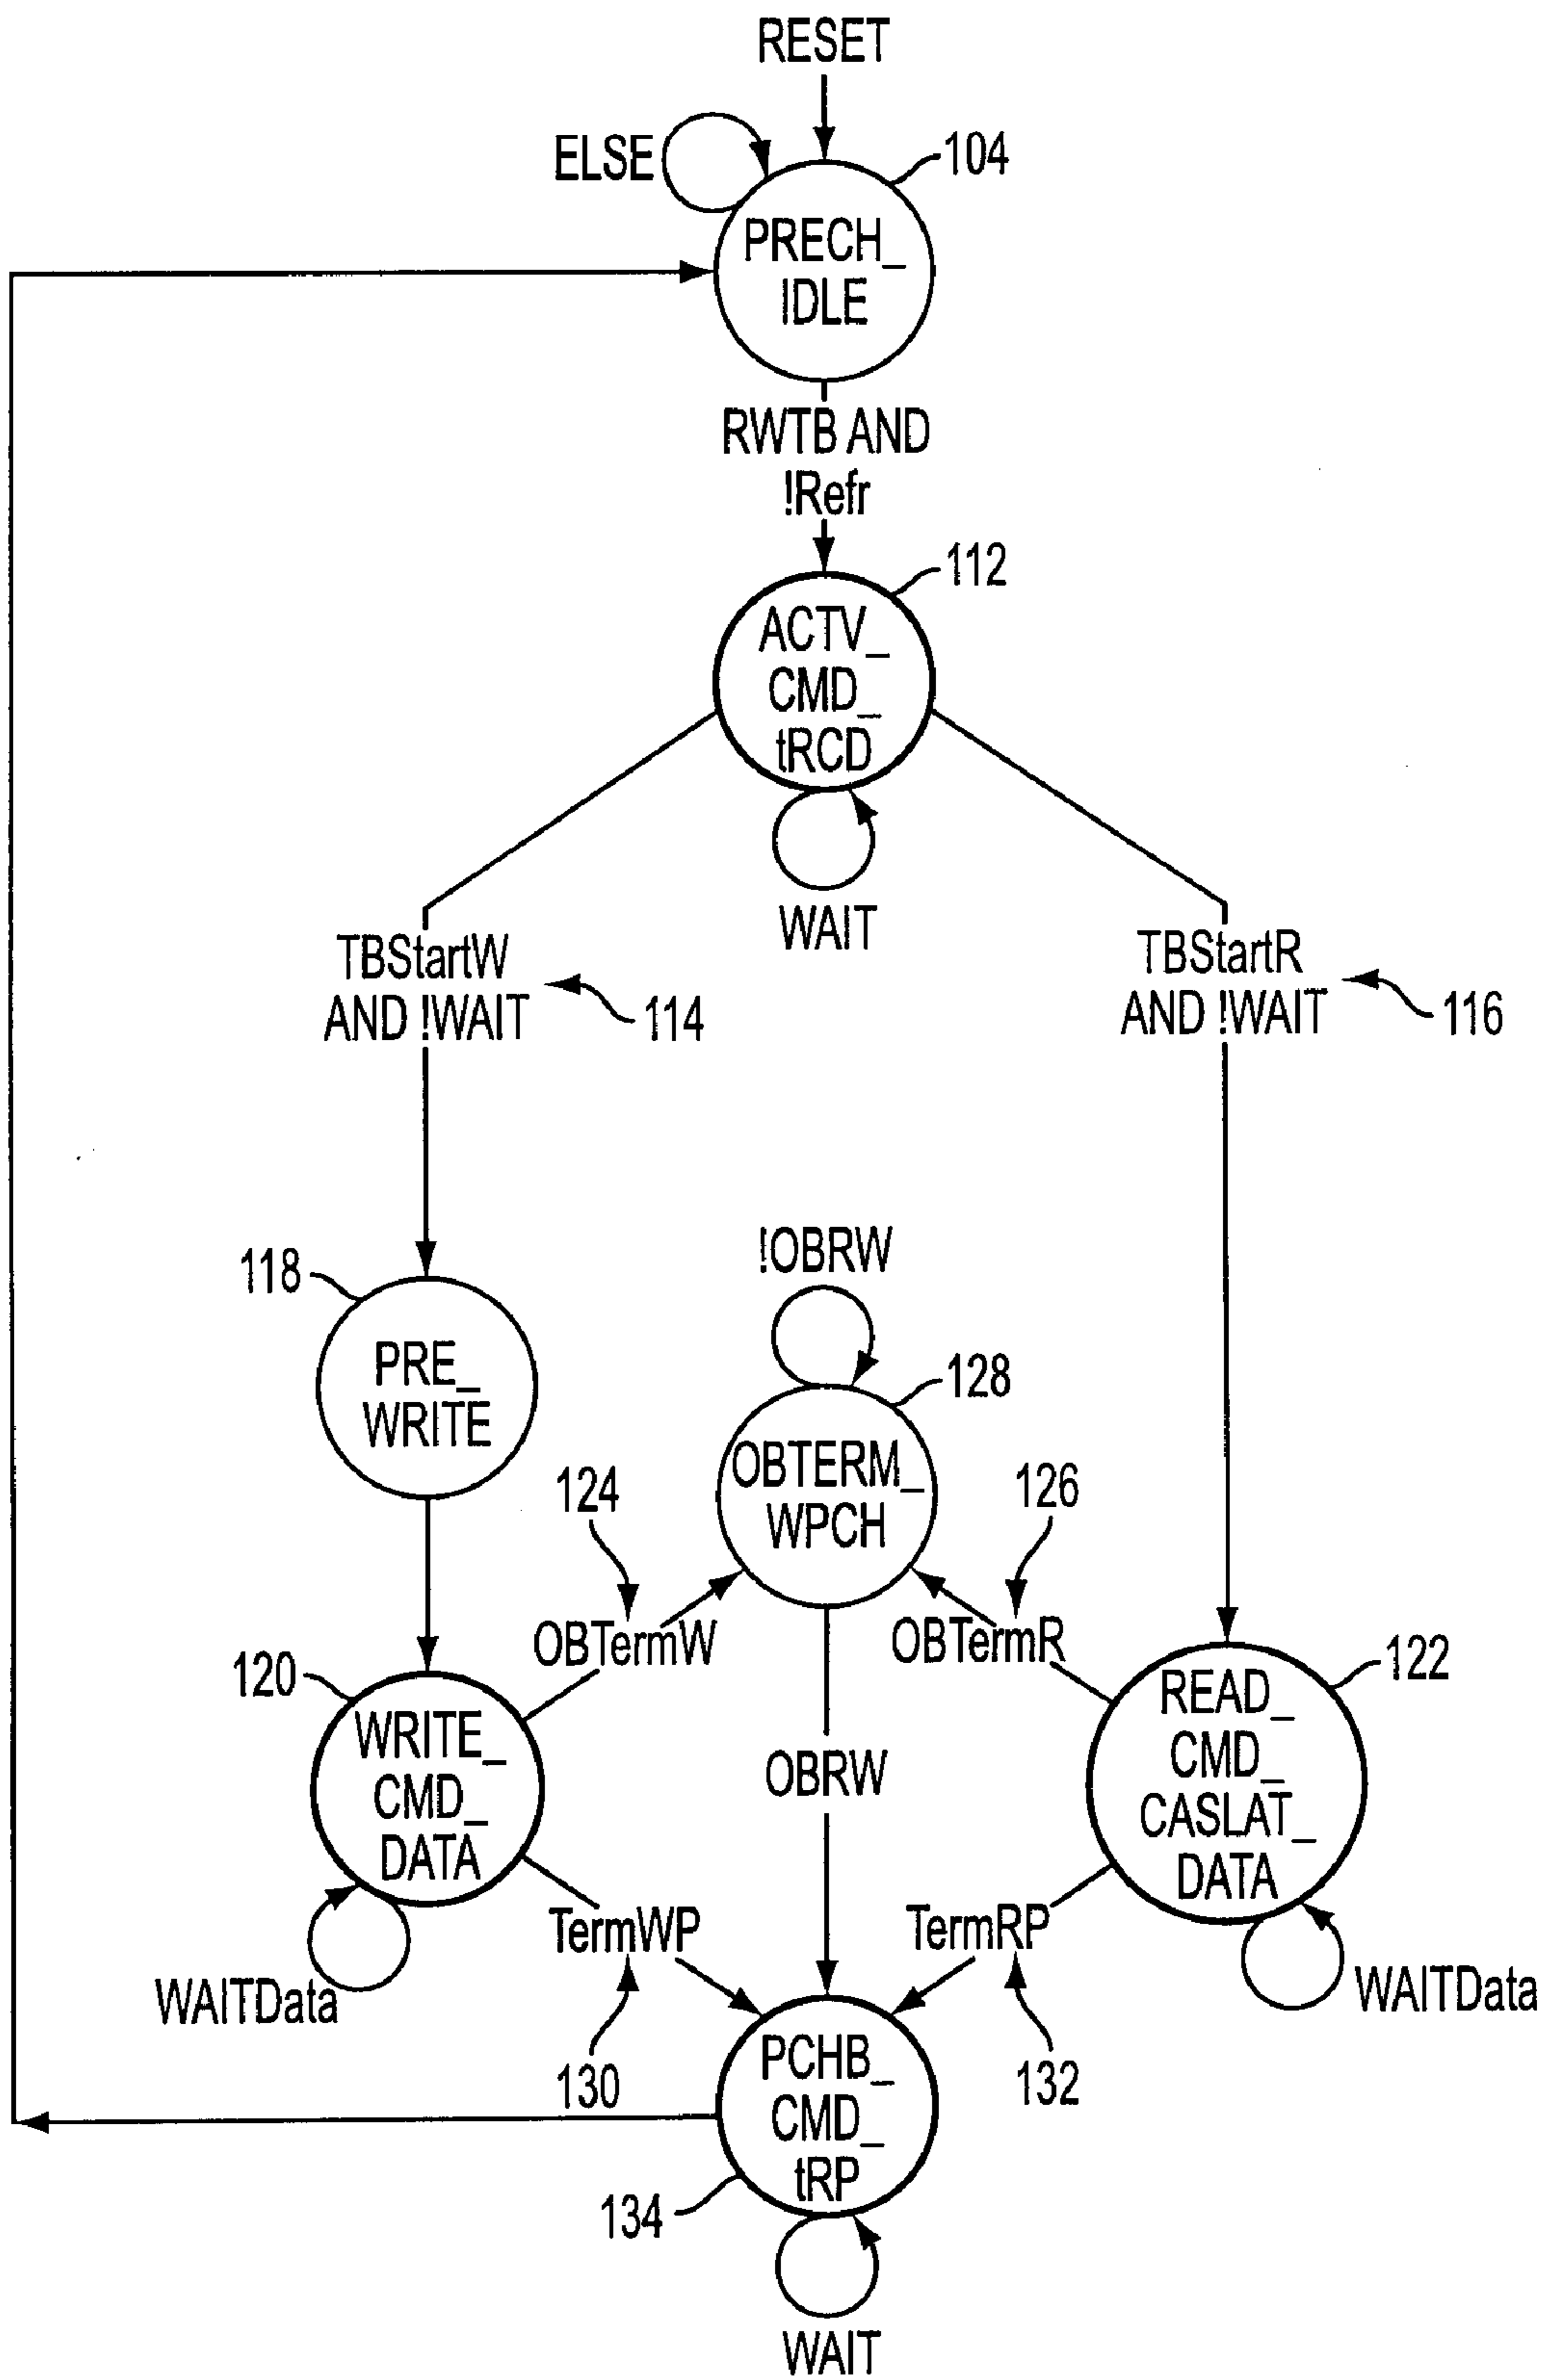 RESET
ELSE
104
PRECH_
IDLE
RWTB AND
!Refr
112
ACTV_
CMD_
tRCD
WAIT
TBStartW
AND !WAIT
114
TBStartR
AND !WAIT
116
!OBRW
118
PRE_
WRITE
128
OBTERM_
WPCH
124
126
OBTermW
OBTermR
120
WRITE_
CMD_
DATA
122
READ_
CMD_
CASLAT_
DATA
OBRW
TermWP
TermRP
WAITData
WAITData
130
132
PCHB_
CMD_
tRP
134
WAIT